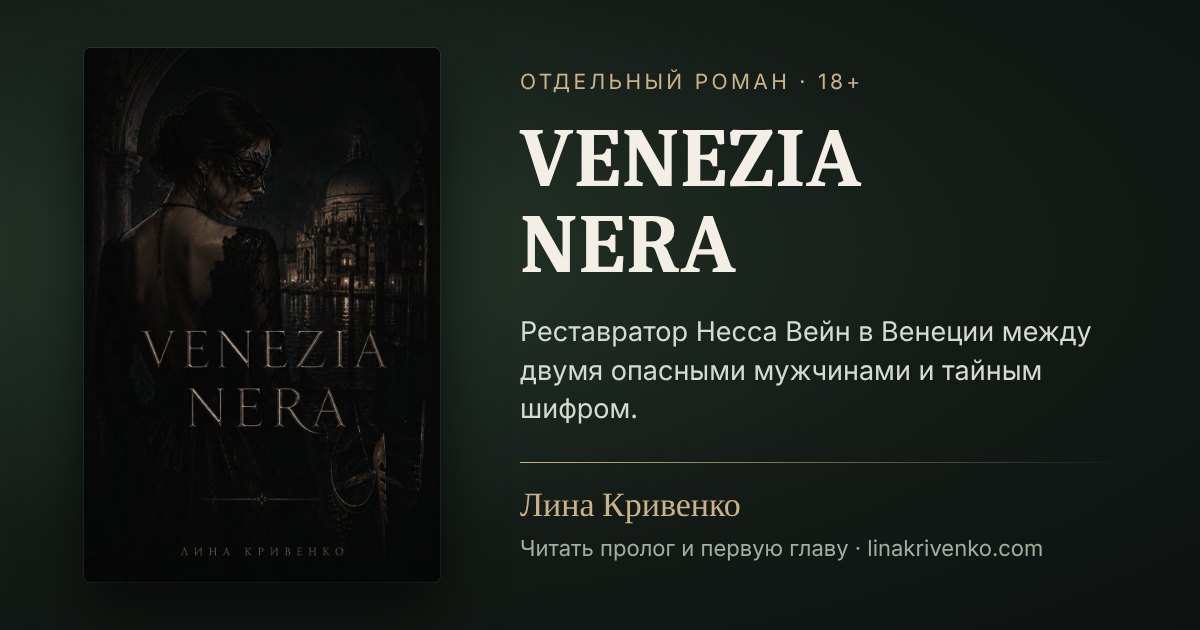 VENEZIA
NERA
ЛИНА КРИВЕНКО
ОТДЕЛЬНЫЙ РОМАН · 18+
VENEZIA
NERA
Реставратор Несса Вейн в Венеции между
двумя опасными мужчинами и тайным
шифром.
Лина Кривенко
Читать пролог и первую главу · linakrivenko.com